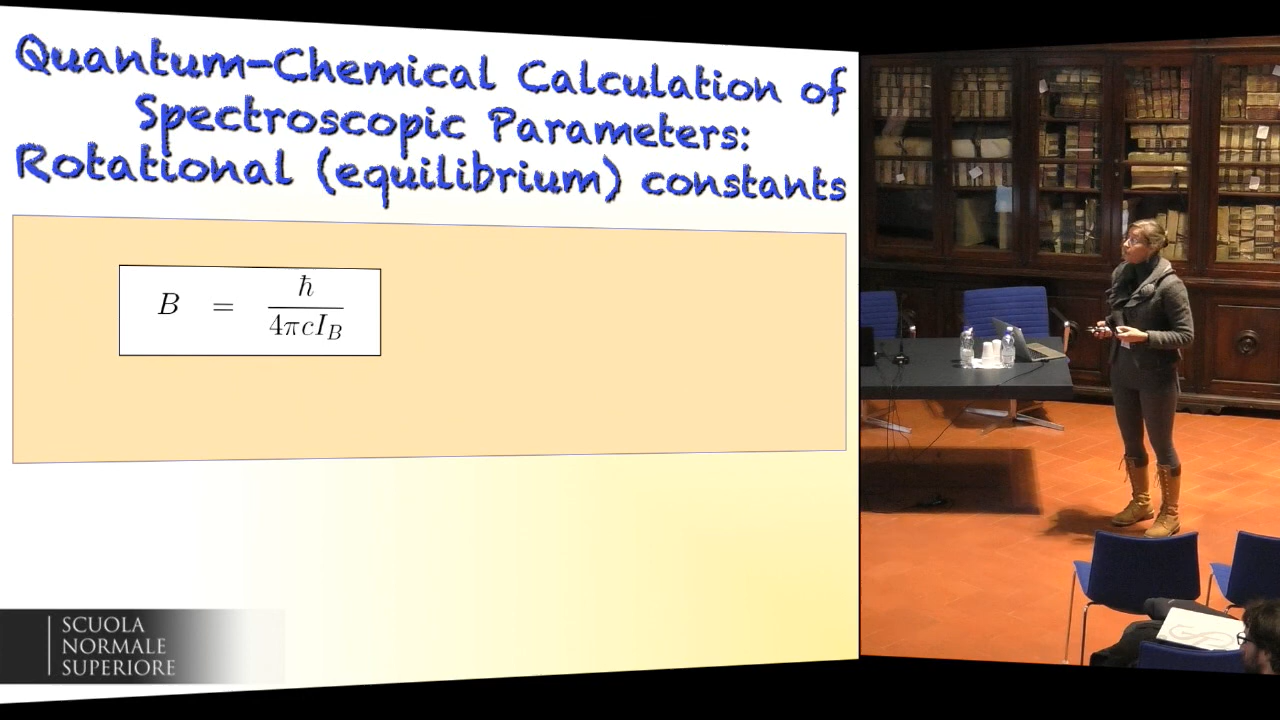 Quantum-Chemical Calculation of
Spectroscopic Parameters:
Rotational (equilibrium) constants
B = ħ / 4πcI_B
SCUOLA
NORMALE
SUPERIORE